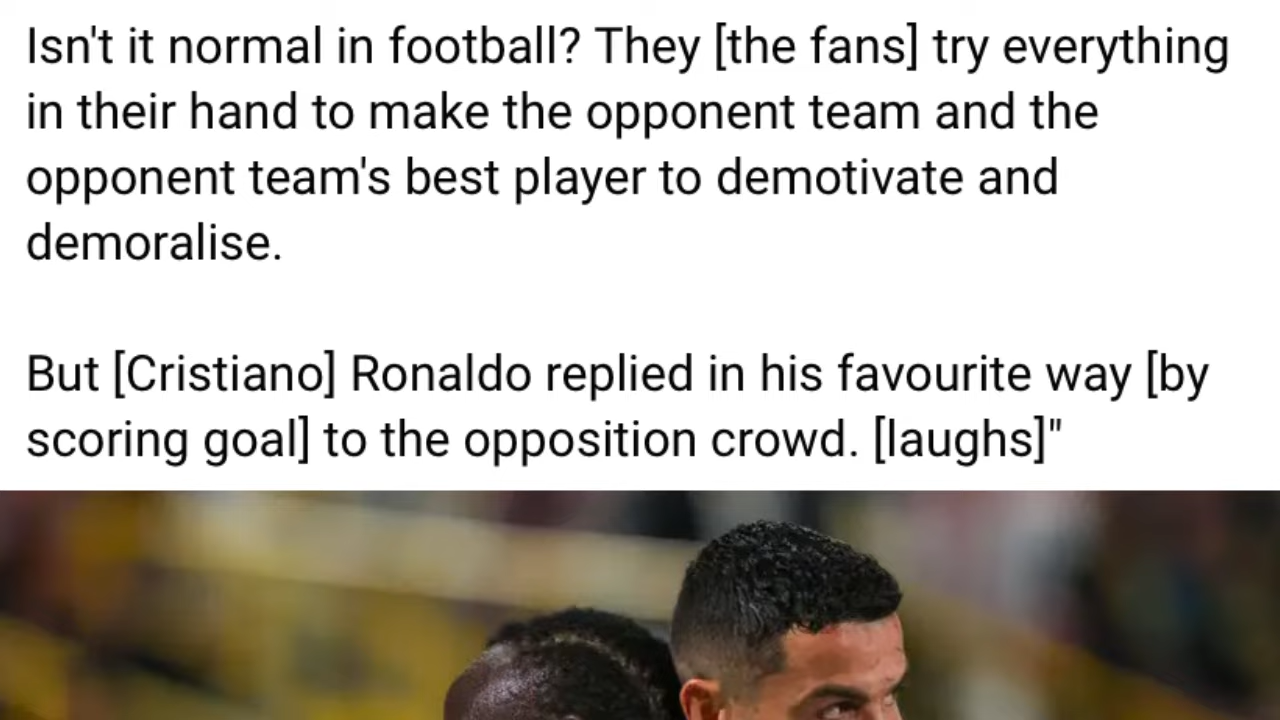 Isn't it normal in football? They [the fans] try everything
in their hand to make the opponent team and the
opponent team's best player to demotivate and
demoralise.
But [Cristiano] Ronaldo replied in his favourite way [by
scoring goal] to the opposition crowd. [laughs]"